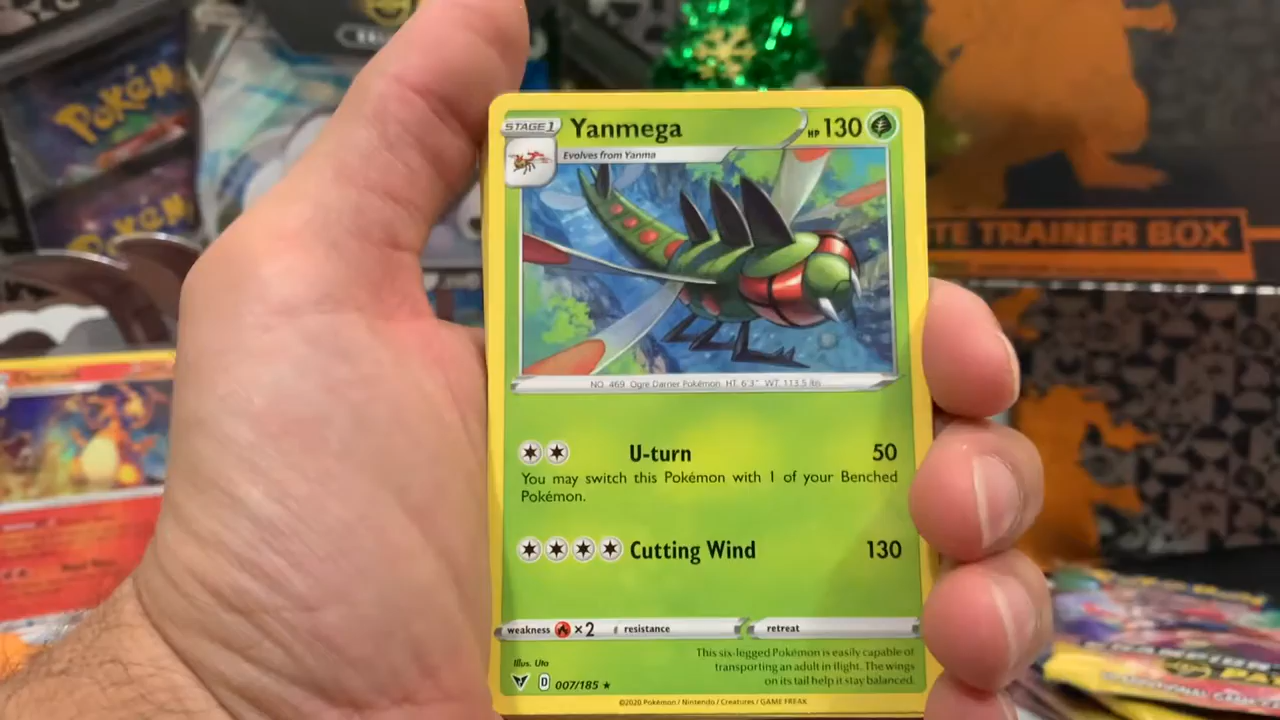 POKéMON
POKéMON
STAGE 1
Yanmega
HP 130
Evolves from Yanma
TE TRAINER BOX
NO. 469 Ogre Darner Pokémon HT: 6'3" WT: 113.5 lbs
U-turn 50
You may switch this Pokémon with 1 of your Benched
Pokémon.
Cutting Wind 130
weakness ×2 resistance retreat
This six-legged Pokémon is easily capable of
transporting an adult in flight. The wings
on its tail help it stay balanced.
Illus. Uto
D 007/185 ★
©2020 Pokémon / Nintendo / Creatures / GAME FREAK